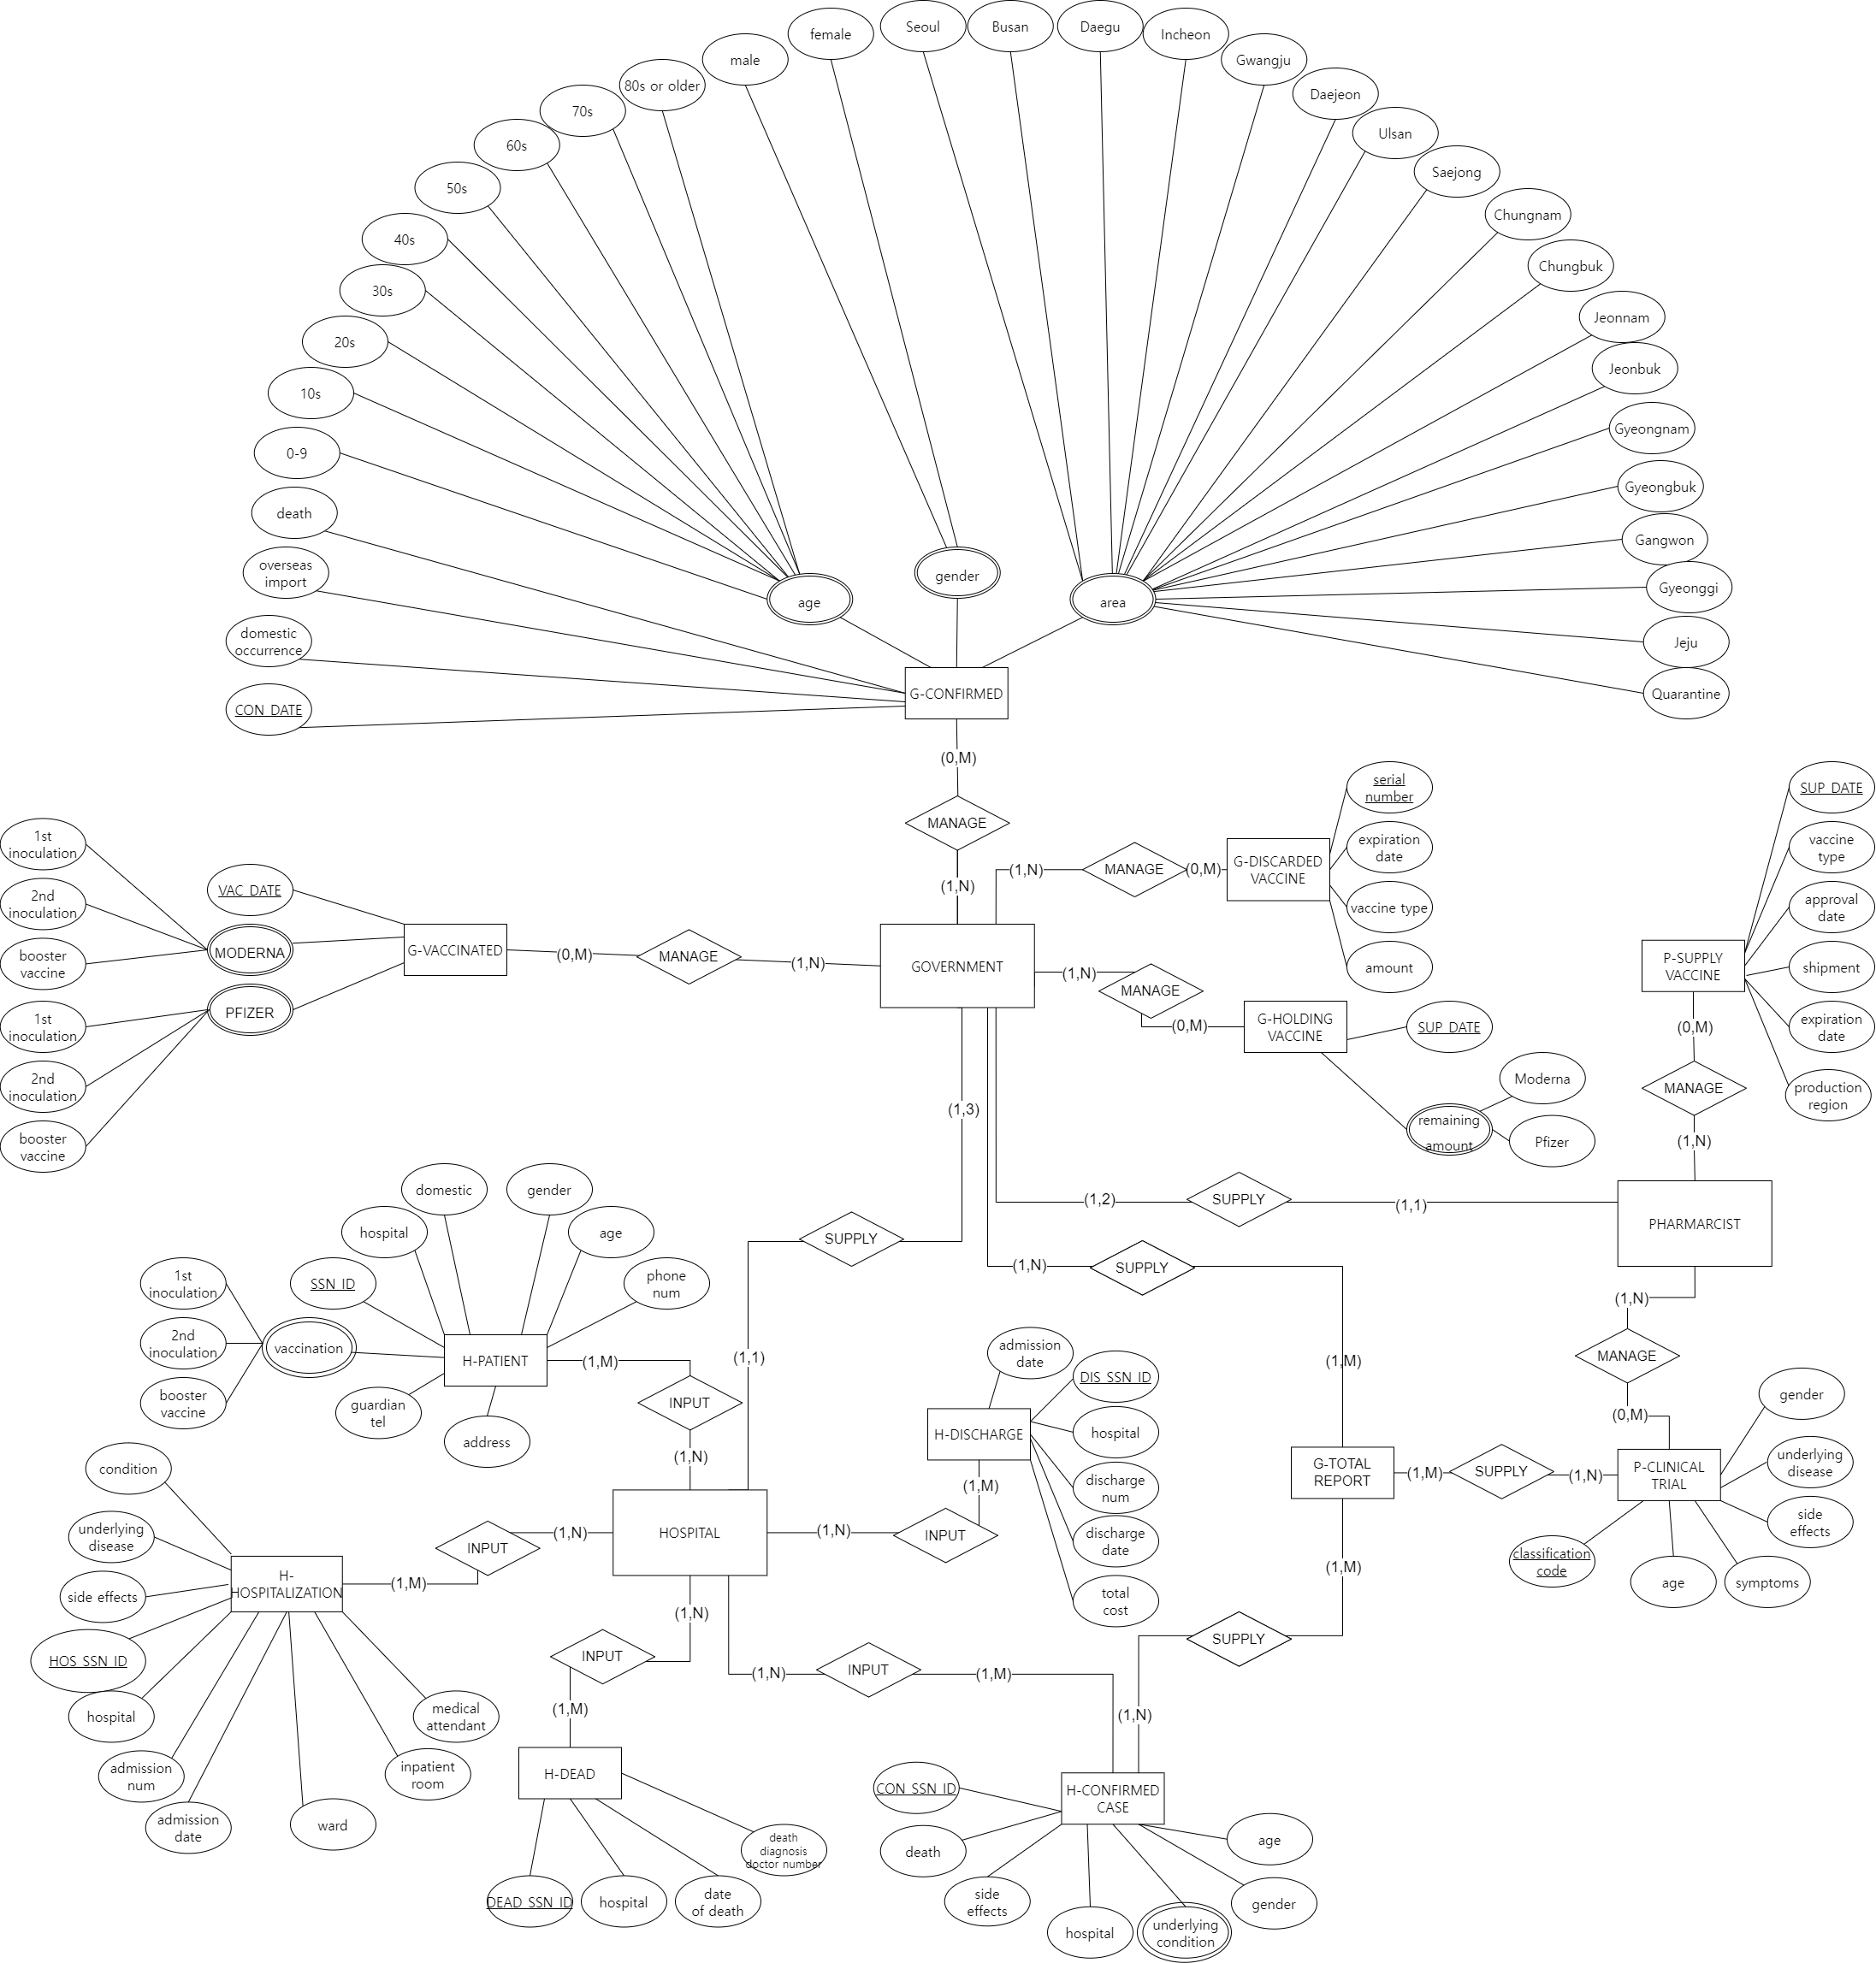 Seoul
Busan
Daegu
Incheon
female
male
Gwangju
80s or older
Daejeon
70s
Ulsan
60s
Saejong
50s
Chungnam
40s
Chungbuk
30s
Jeonnam
20s
Jeonbuk
10s
Gyeongnam
0-9
Gyeongbuk
death
Gangwon
overseas
import
gender
Gyeonggi
age
area
domestic
occurrence
Jeju
G-CONFIRMED
Quarantine
CON_DATE
(0,M)
MANAGE
(1,N)
serial
number
expiration
date
vaccine type
amount
G-DISCARDED
VACCINE
(0,M)
MANAGE
(1,N)
SUP_DATE
vaccine
type
approval
date
shipment
expiration
date
production
region
P-SUPPLY
VACCINE
(0,M)
MANAGE
(1,N)
1st
inoculation
2nd
inoculation
booster
vaccine
1st
inoculation
2nd
inoculation
booster
vaccine
VAC_DATE
MODERNA
PFIZER
G-VACCINATED
(0,M)
MANAGE
(1,N)
GOVERNMENT
(1,N)
MANAGE
(0,M)
G-HOLDING
VACCINE
SUP_DATE
Moderna
remaining
amount
Pfizer
(1,3)
SUPPLY
(1,1)
(1,2)
SUPPLY
(1,1)
PHARMARCIST
(1,N)
SUPPLY
(1,M)
(1,N)
MANAGE
(0,M)
domestic
gender
hospital
age
SSN_ID
phone
num
1st
inoculation
2nd
inoculation
booster
vaccine
vaccination
H-PATIENT
guardian
tel
address
(1,M)
INPUT
(1,N)
admission
date
DIS_SSN_ID
hospital
discharge
num
discharge
date
total
cost
H-DISCHARGE
(1,M)
INPUT
(1,N)
HOSPITAL
G-TOTAL
REPORT
(1,M)
SUPPLY
(1,N)
P-CLINICAL
TRIAL
gender
underlying
disease
side
effects
classification
code
age
symptoms
condition
underlying
disease
side effects
HOS_SSN_ID
hospital
admission
num
admission
date
ward
inpatient
room
medical
attendant
H-
HOSPITALIZATION
(1,M)
INPUT
(1,N)
(1,N)
INPUT
(1,M)
H-DEAD
DEAD_SSN_ID
hospital
date
of death
death
diagnosis
doctor number
(1,N)
INPUT
(1,M)
(1,M)
SUPPLY
(1,N)
H-CONFIRMED
CASE
CON_SSN_ID
death
side
effects
hospital
underlying
condition
gender
age